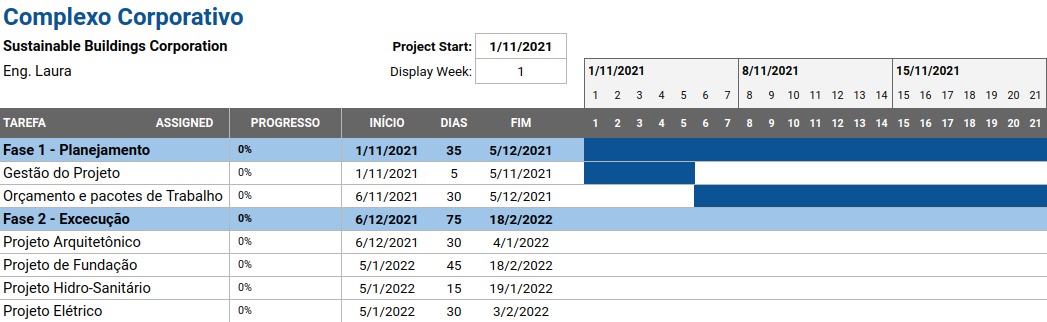 Complexo Corporativo
Sustainable Buildings Corporation Project Start: 1/11/2021
Eng. Laura Display Week: 1 1/11/2021 8/11/2021 15/11/2021
1 2 3 4 5 6 7 8 9 10 11 12 13 14 15 16 17 18 19 20 21
TAREFA ASSIGNED PROGRESSO INÍCIO DIAS FIM 1 2 3 4 5 6 7 8 9 10 11 12 13 14 15 16 17 18 19 20 21
Fase 1 - Planejamento 0% 1/11/2021 35 5/12/2021
Gestão do Projeto 0% 1/11/2021 5 5/11/2021
Orçamento e pacotes de Trabalho 0% 6/11/2021 30 5/12/2021
Fase 2 - Excecução 0% 6/12/2021 75 18/2/2022
Projeto Arquitetônico 0% 6/12/2021 30 4/1/2022
Projeto de Fundação 0% 5/1/2022 45 18/2/2022
Projeto Hidro-Sanitário 0% 5/1/2022 15 19/1/2022
Projeto Elétrico 0% 5/1/2022 30 3/2/2022